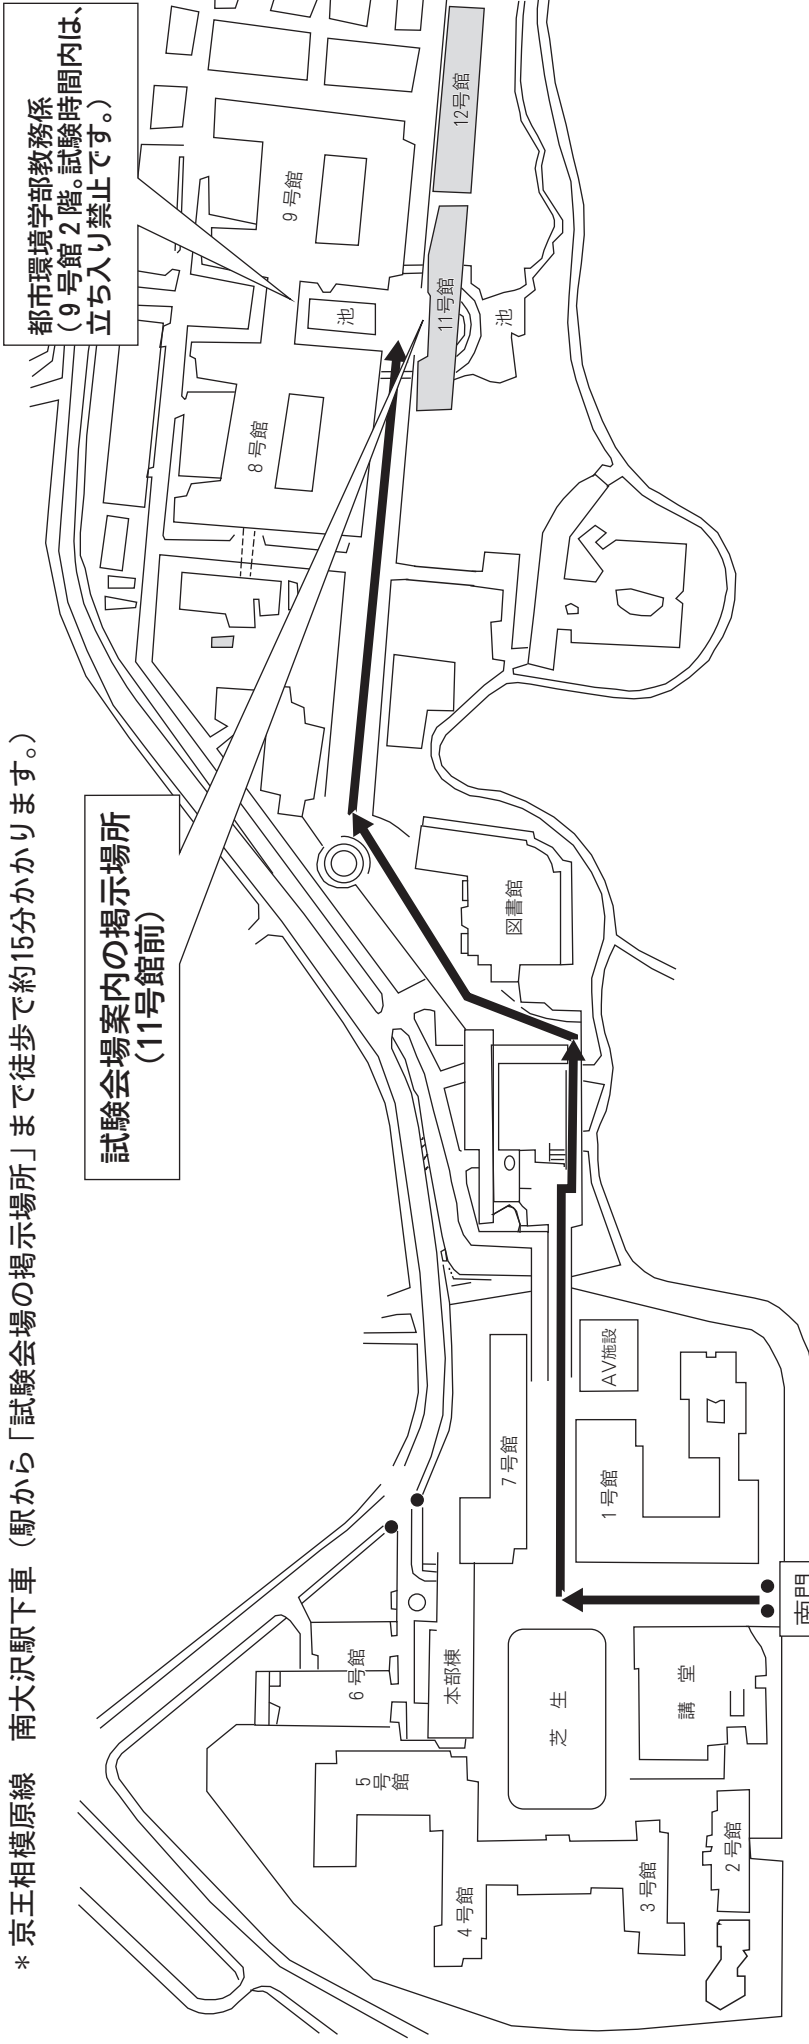 ＊京王相模原線　南大沢駅下車（駅から「試験会場の掲示場所」まで徒歩で約15分かかります。）
試験会場案内の掲示場所
（11号館前）
都市環境学部教務係
（９号館２階。試験時間内は、
立ち入り禁止です。）
6号館
本部棟
5号館
4号館
3号館
2号館
芝　生
講　堂
南門
7号館
1号館
AV施設
図書館
8号館
9号館
池
11号館
池
12号館